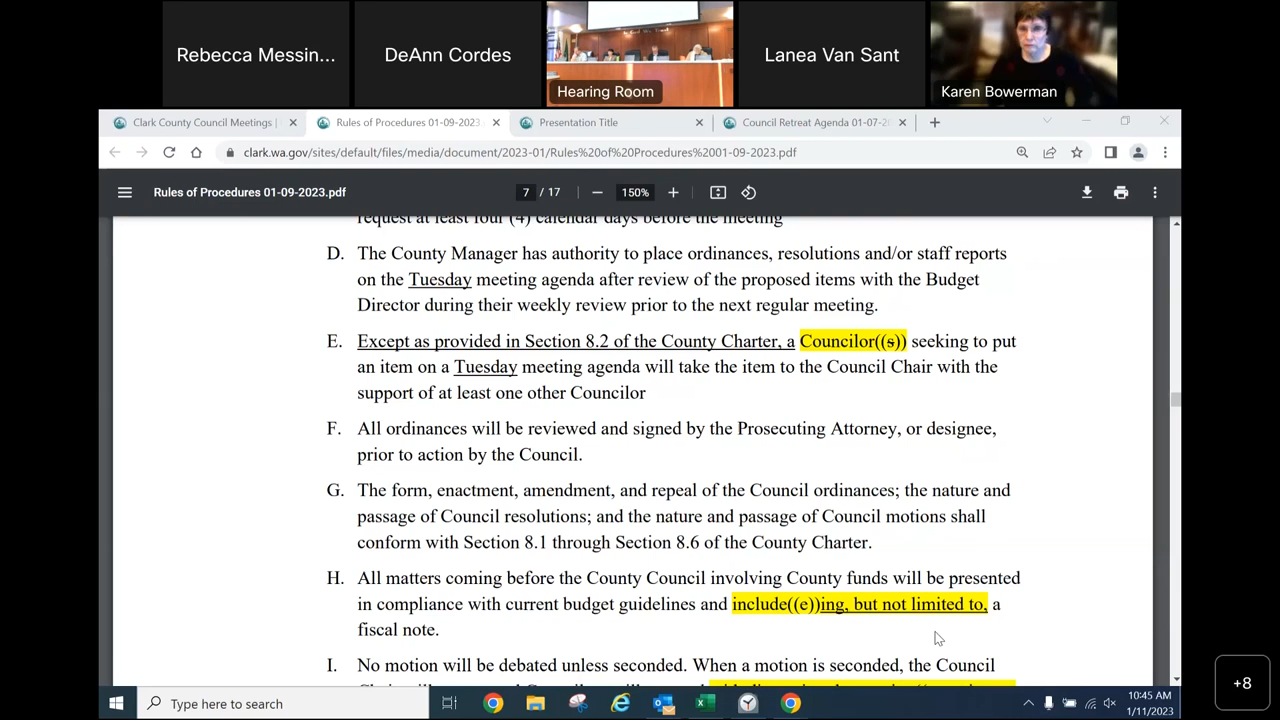 Rebecca Messin...
DeAnn Cordes
Hearing Room
Lanea Van Sant
Karen Bowerman
Clark County Council Meetings |
Rules of Procedures 01-09-2023
Presentation Title
Council Retreat Agenda 01-07-20
clark.wa.gov/sites/default/files/media/document/2023-01/Rules%20of%20Procedures%2001-09-2023.pdf
Rules of Procedures 01-09-2023.pdf
7 / 17
150%
request at least four (4) calendar days before the meeting
D. The County Manager has authority to place ordinances, resolutions and/or staff reports
on the Tuesday meeting agenda after review of the proposed items with the Budget
Director during their weekly review prior to the next regular meeting.
E. Except as provided in Section 8.2 of the County Charter, a Councilor((s)) seeking to put
an item on a Tuesday meeting agenda will take the item to the Council Chair with the
support of at least one other Councilor
F. All ordinances will be reviewed and signed by the Prosecuting Attorney, or designee,
prior to action by the Council.
G. The form, enactment, amendment, and repeal of the Council ordinances; the nature and
passage of Council resolutions; and the nature and passage of Council motions shall
conform with Section 8.1 through Section 8.6 of the County Charter.
H. All matters coming before the County Council involving County funds will be presented
in compliance with current budget guidelines and include((e))ing, but not limited to, a
fiscal note.
I. No motion will be debated unless seconded. When a motion is seconded, the Council
Type here to search
10:45 AM
1/11/2023
+8